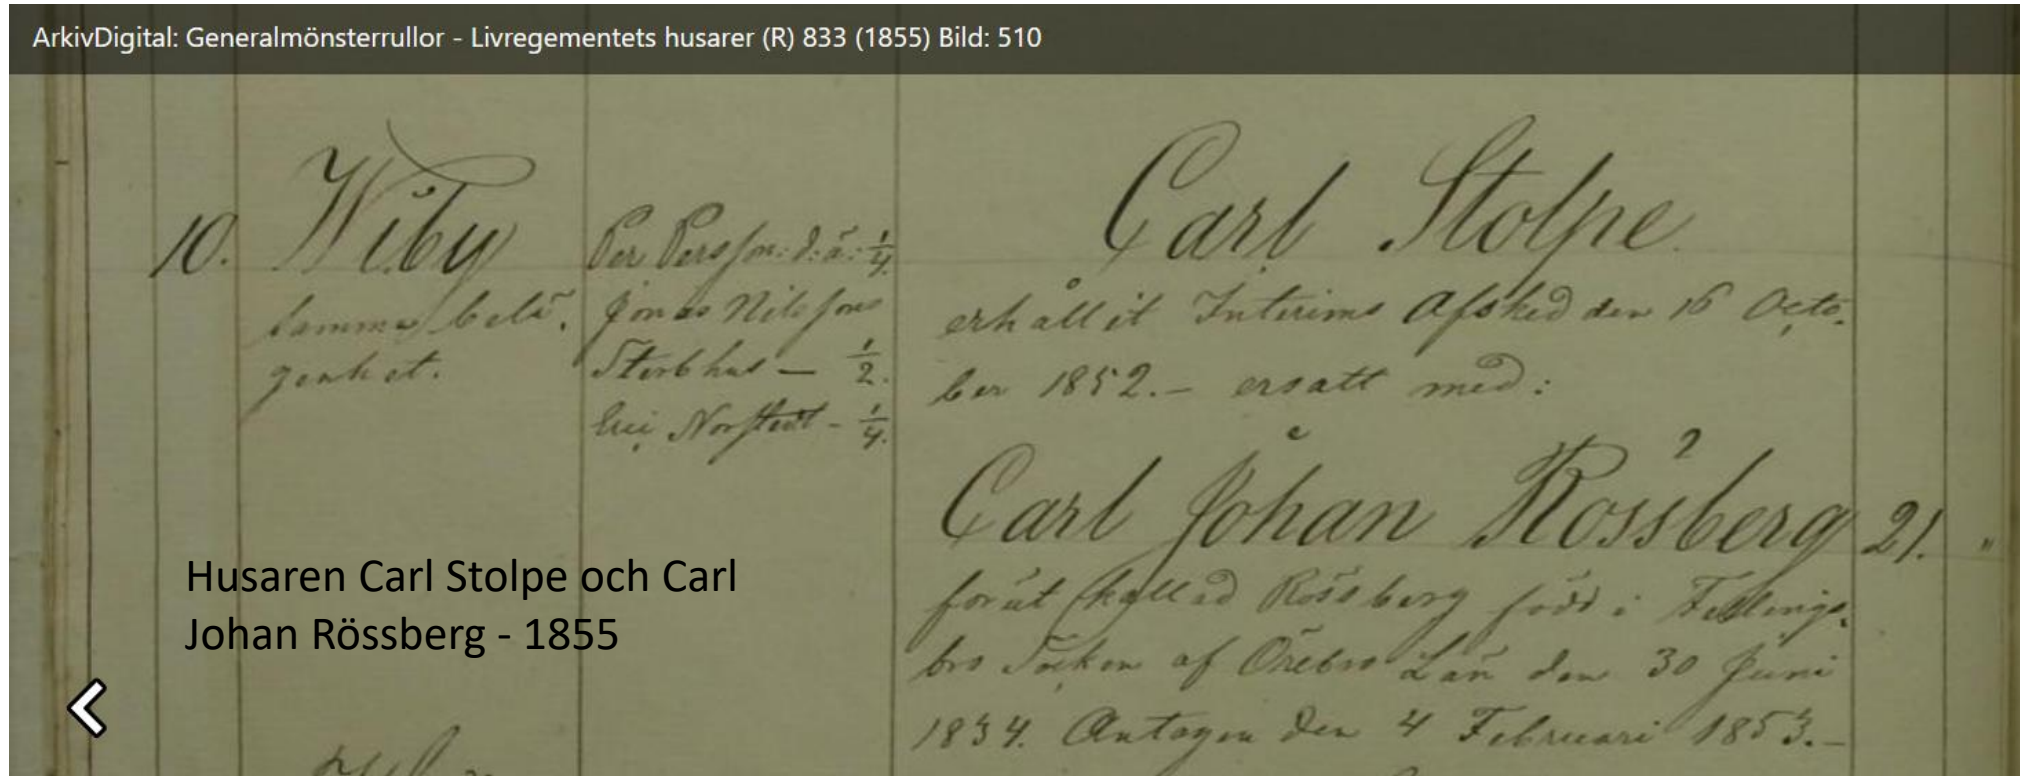 ArkivDigital: Generalmönsterrullor - Livregementets husarer (R) 833 (1855) Bild: 510
10. Wiby
samma belä-
genhet.
Per Persson: d: ä: 1/4.
Jonas Nilssons
Sterbhus — 1/2.
Norstedt - 1/4.
Carl Stolpe
erhållit Interims Afsked den 16 Octo-
ber 1852. — ersatt med:
Carl Johan Rössberg 21. "
förut kallad Rössberg född i Fellings-
bro Socken af Örebro Län den 30 Juni
1834. Antagen den 4 Februari 1853. —
Husaren Carl Stolpe och Carl
Johan Rössberg - 1855